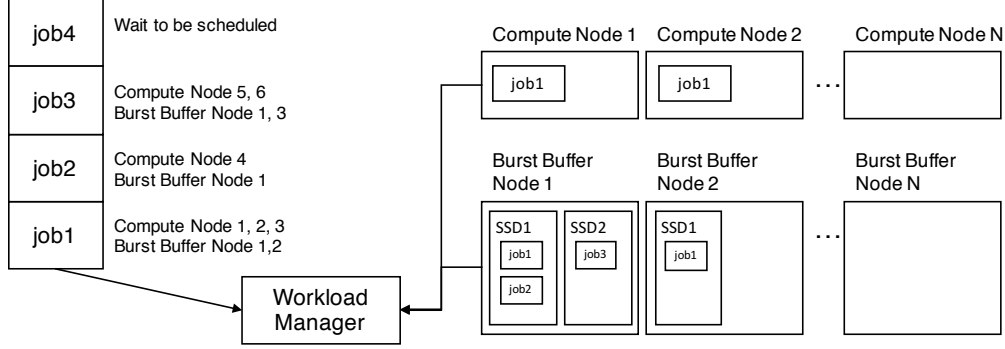 job4
Wait to be scheduled
job3
Compute Node 5, 6
Burst Buffer Node 1, 3
job2
Compute Node 4
Burst Buffer Node 1
job1
Compute Node 1, 2, 3
Burst Buffer Node 1,2
Workload
Manager
Compute Node 1
job1
Compute Node 2
job1
...
Compute Node N
Burst Buffer
Node 1
SSD1
job1
job2
SSD2
job3
Burst Buffer
Node 2
SSD1
job1
...
Burst Buffer
Node N